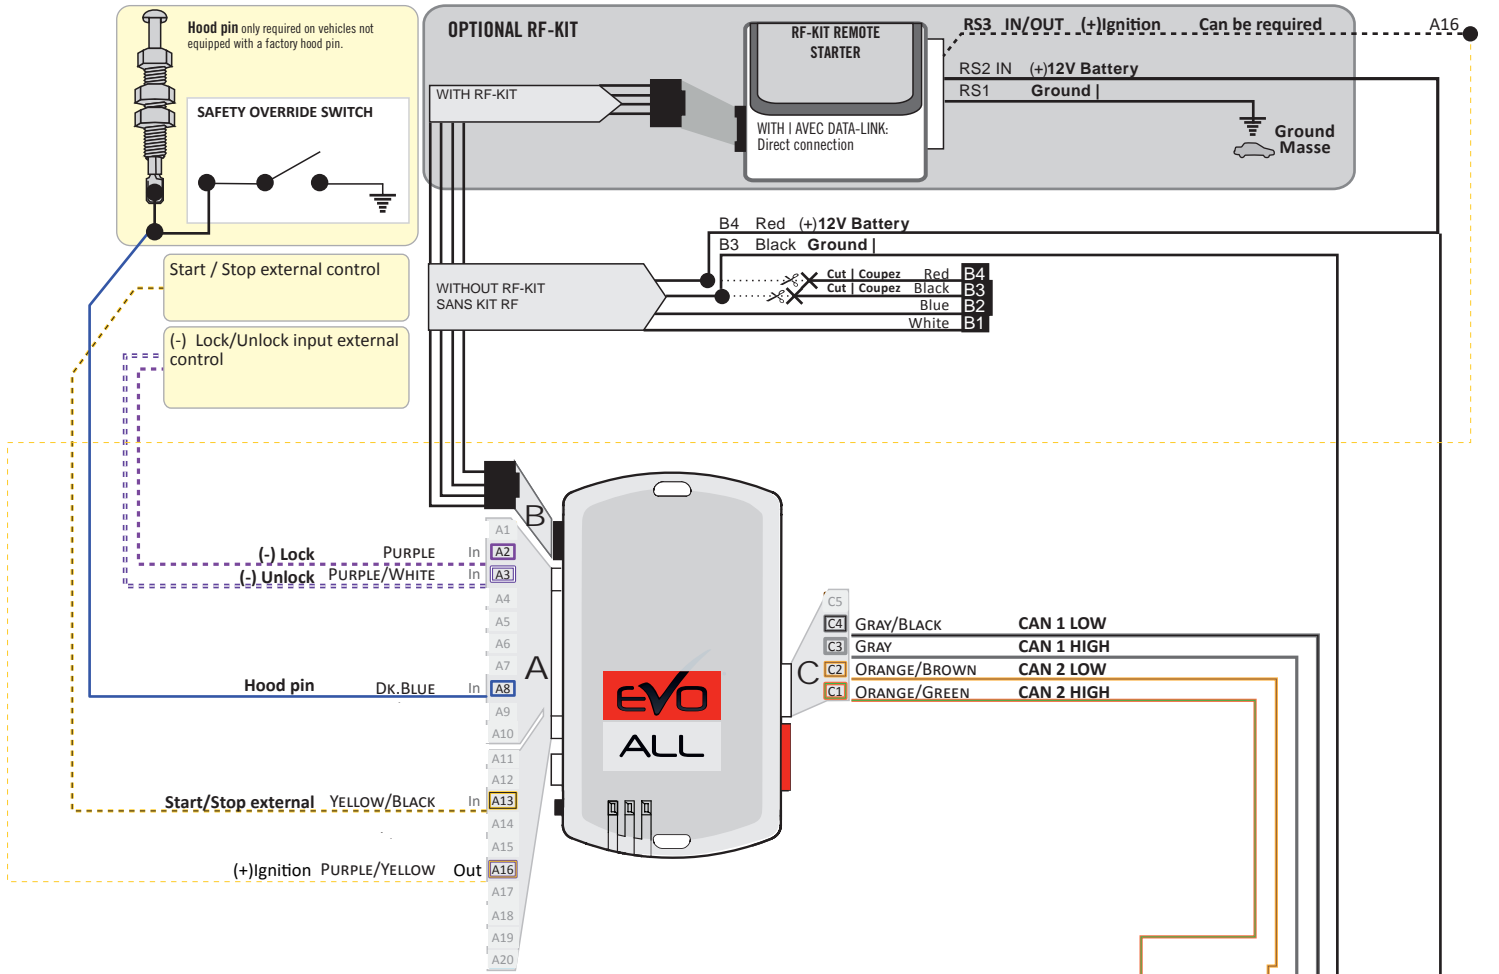 Hood pin only required on vehicles not
equipped with a factory hood pin.
SAFETY OVERRIDE SWITCH
OPTIONAL RF-KIT
WITH RF-KIT
RF-KIT REMOTE
STARTER
WITH | AVEC DATA-LINK:
Direct connection
RS3 IN/OUT (+)Ignition Can be required A16
RS2 IN (+)12V Battery
RS1 Ground |
Ground
Masse
Start / Stop external control
(-) Lock/Unlock input external
control
B4 Red (+)12V Battery
B3 Black Ground |
WITHOUT RF-KIT
SANS KIT RF
Cut | Coupez Red B4
Cut | Coupez Black B3
Blue B2
White B1
B
A
C
A1
(-) Lock PURPLE In A2
(-) Unlock PURPLE/WHITE In A3
A4
A5
A6
A7
Hood pin DK.BLUE In A8
A9
A10
A11
A12
Start/Stop external YELLOW/BLACK In A13
A14
A15
(+)Ignition PURPLE/YELLOW Out A16
A17
A18
A19
A20
EVO
ALL
C5
C4 GRAY/BLACK CAN 1 LOW
C3 GRAY CAN 1 HIGH
C2 ORANGE/BROWN CAN 2 LOW
C1 ORANGE/GREEN CAN 2 HIGH